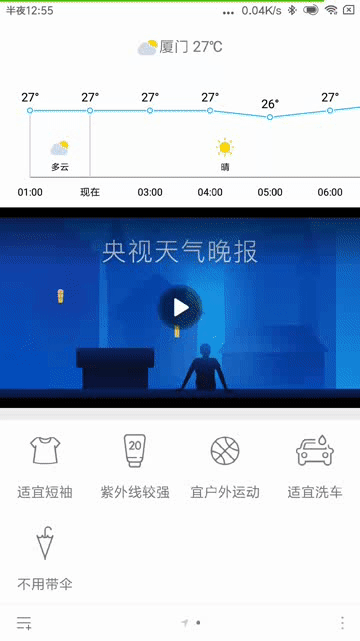 半夜12:55 ... 0.04K/s
厦门 27℃
27° 27° 27° 27° 26° 27°
多云 晴
01:00 现在 03:00 04:00 05:00 06:00
央视天气晚报
20
适宜短袖 紫外线较强 宜户外运动 适宜洗车
不用带伞